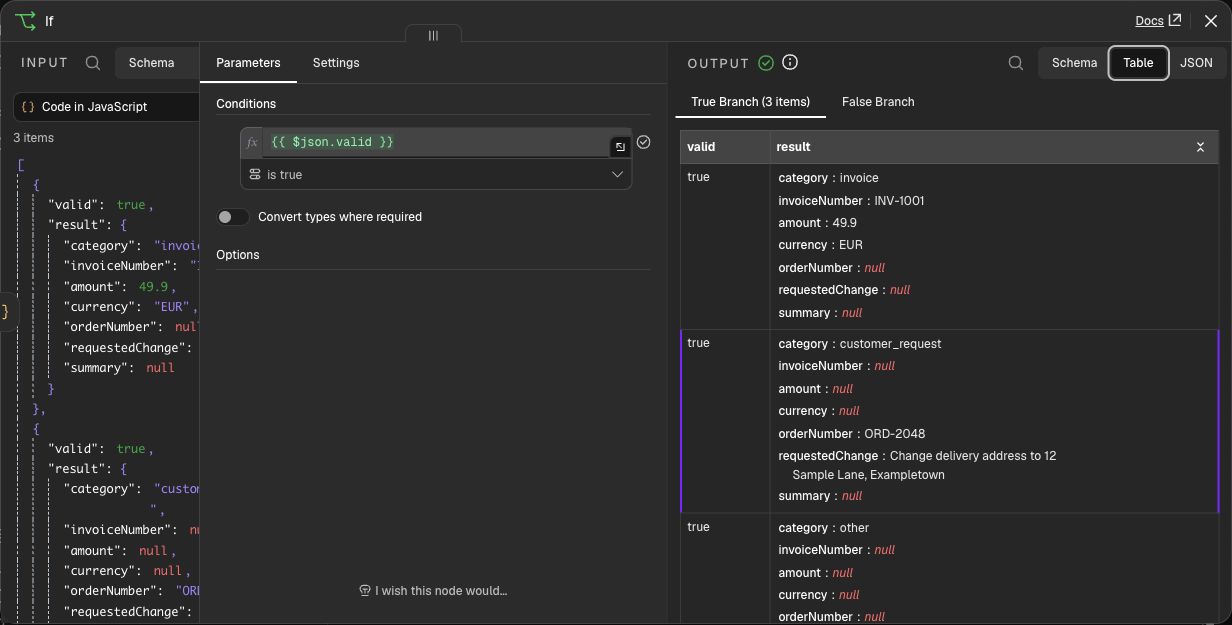 If
Docs
INPUT
Schema
{} Code in JavaScript
3 items
[
{
"valid": true,
"result": {
"category":
"invoiceNumber":
"amount": 49.9,
"currency": "EUR",
"orderNumber":
"requestedChange":
"summary": null
}
},
{
"valid": true,
"result": {
"category":
",
"invoiceNumber":
"amount": null,
"currency": null,
"orderNumber":
"requestedChange":
}
Parameters
Settings
Conditions
fx {{ $json.valid }}
is true
Convert types where required
Options
I wish this node would...
OUTPUT
Schema
Table
JSON
True Branch (3 items)
False Branch
valid
result
true
category : invoice
invoiceNumber : INV-1001
amount : 49.9
currency : EUR
orderNumber : null
requestedChange : null
summary : null
true
category : customer_request
invoiceNumber : null
amount : null
currency : null
orderNumber : ORD-2048
requestedChange : Change delivery address to 12
Sample Lane, Exampletown
summary : null
true
category : other
invoiceNumber : null
amount : null
currency : null
orderNumber : null